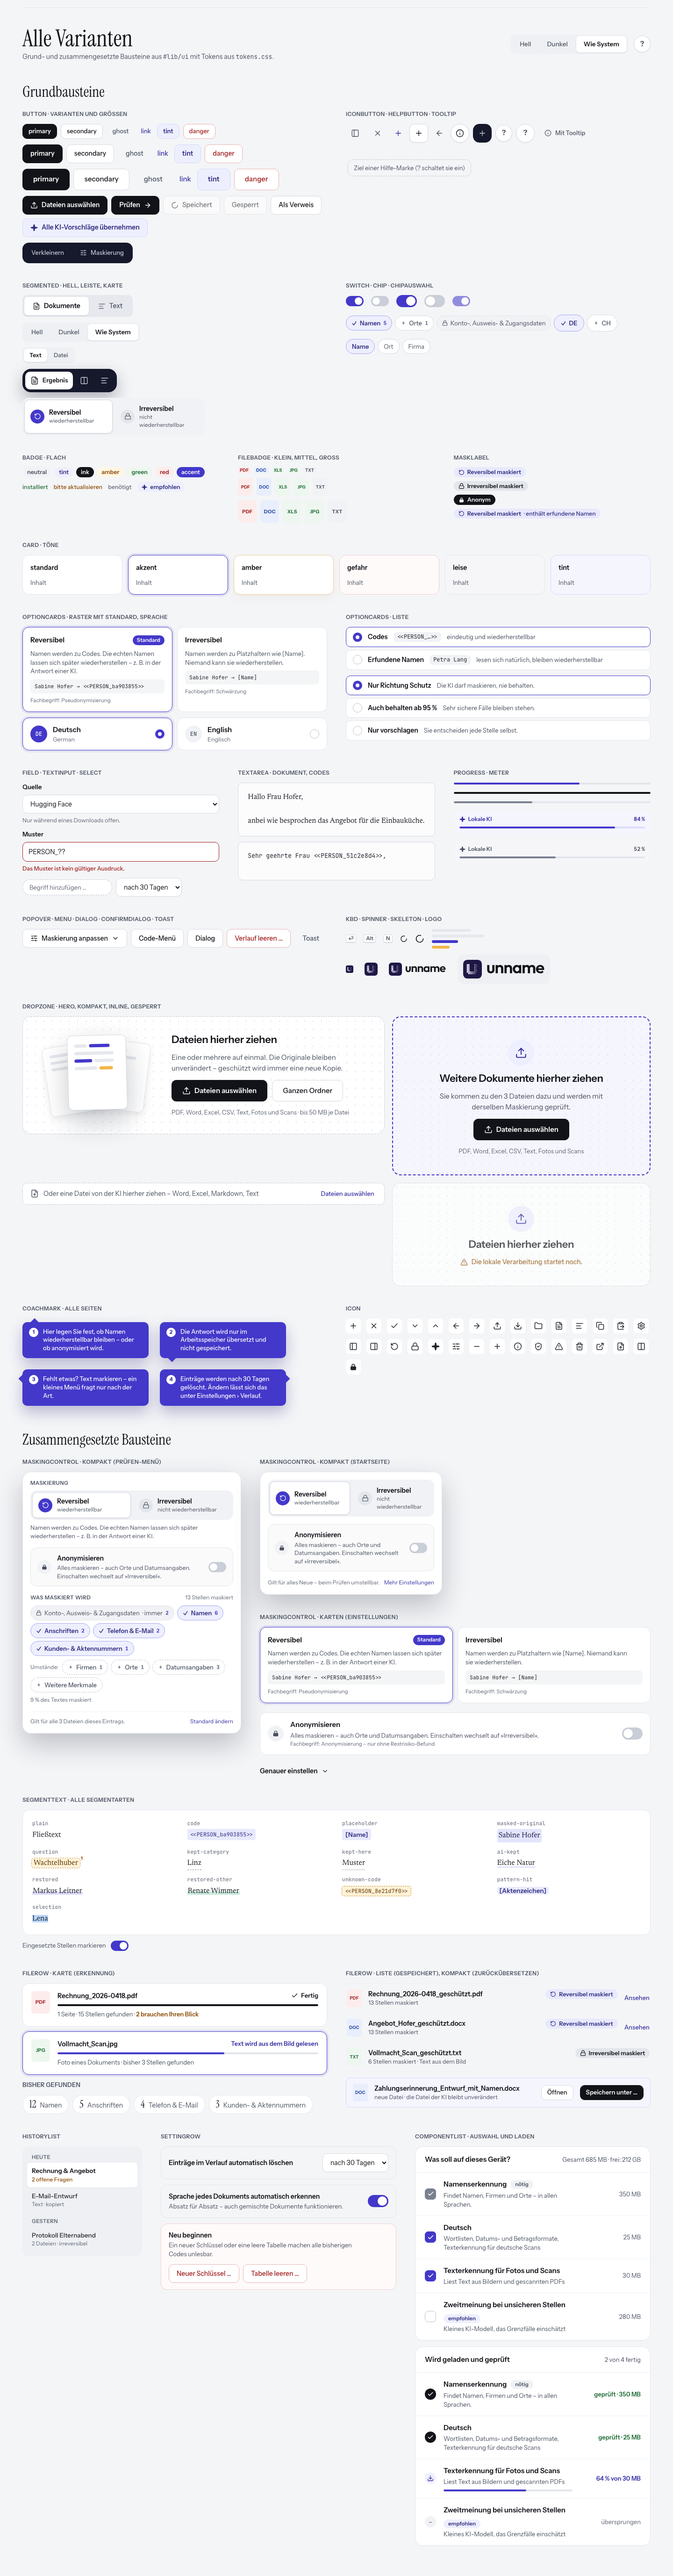 Alle Varianten
Grund- und zusammengesetzte Bausteine aus #lib/ui mit Tokens aus tokens.css.
Hell Dunkel Wie System ?
Grundbausteine
BUTTON · VARIANTEN UND GRÖSSEN
primary secondary ghost link tint danger
primary secondary ghost link tint danger
primary secondary ghost link tint danger
Dateien auswählen Prüfen → Speichert Gesperrt Als Verweis
Alle KI-Vorschläge übernehmen
Verkleinern Maskierung
ICONBUTTON · HELPBUTTON · TOOLTIP
? ? Mit Tooltip
Ziel einer Hilfe-Marke (? schaltet sie ein)
SEGMENTED · HELL, LEISTE, KARTE
Dokumente Text
Hell Dunkel Wie System
Text Datei
Ergebnis
Reversibel
wiederherstellbar
Irreversibel
nicht
wiederherstellbar
SWITCH · CHIP · CHIPAUSWAHL
Namen 5 + Orte 1 Konto-, Ausweis- & Zugangsdaten DE + CH
Name Ort Firma
BADGE · FLACH
neutral tint ink amber green red accent
installiert bitte aktualisieren benötigt empfohlen
FILEBADGE · KLEIN, MITTEL, GROSS
PDF DOC XLS JPG TXT
PDF DOC XLS JPG TXT
PDF DOC XLS JPG TXT
MASKLABEL
Reversibel maskiert
Irreversibel maskiert
Anonym
Reversibel maskiert · enthält erfundene Namen
CARD · TÖNE
standard
Inhalt
akzent
Inhalt
amber
Inhalt
gefahr
Inhalt
leise
Inhalt
tint
Inhalt
OPTIONCARDS · RASTER MIT STANDARD, SPRACHE
Reversibel Standard
Namen werden zu Codes. Die echten Namen
lassen sich später wiederherstellen – z. B. in der
Antwort einer KI.
Sabine Hofer → <<PERSON_ba903855>>
Fachbegriff: Pseudonymisierung
Irreversibel
Namen werden zu Platzhaltern wie [Name].
Niemand kann sie wiederherstellen.
Sabine Hofer → [Name]
Fachbegriff: Schwärzung
DE Deutsch
German
EN English
Englisch
OPTIONCARDS · LISTE
Codes <<PERSON_…>> eindeutig und wiederherstellbar
Erfundene Namen Petra Lang lesen sich natürlich, bleiben wiederherstellbar
Nur Richtung Schutz Die KI darf maskieren, nie behalten.
Auch behalten ab 95 % Sehr sichere Fälle bleiben stehen.
Nur vorschlagen Sie entscheiden jede Stelle selbst.
FIELD · TEXTINPUT · SELECT
Quelle
Hugging Face
Nur während eines Downloads offen.
Muster
PERSON_??
Das Muster ist kein gültiger Ausdruck.
Begriff hinzufügen … nach 30 Tagen
TEXTAREA · DOKUMENT, CODES
Hallo Frau Hofer,
anbei wie besprochen das Angebot für die Einbauküche.
Sehr geehrte Frau <<PERSON_51c2e8d4>>,
PROGRESS · METER
Lokale KI 84 %
Lokale KI 52 %
POPOVER · MENU · DIALOG · CONFIRMDIALOG · TOAST
Maskierung anpassen Code-Menü Dialog Verlauf leeren … Toast
KBD · SPINNER · SKELETON · LOGO
⏎ Alt N
unname unname
DROPZONE · HERO, KOMPAKT, INLINE, GESPERRT
Dateien hierher ziehen
Eine oder mehrere auf einmal. Die Originale bleiben
unverändert – geschützt wird immer eine neue Kopie.
Dateien auswählen Ganzen Ordner
PDF, Word, Excel, CSV, Text, Fotos und Scans · bis 50 MB je Datei
Weitere Dokumente hierher ziehen
Sie kommen zu den 3 Dateien dazu und werden mit
derselben Maskierung geprüft.
Dateien auswählen
PDF, Word, Excel, CSV, Text, Fotos und Scans
Oder eine Datei von der KI hierher ziehen – Word, Excel, Markdown, Text Dateien auswählen
Dateien hierher ziehen
Die lokale Verarbeitung startet noch.
COACHMARK · ALLE SEITEN
1 Hier legen Sie fest, ob Namen
wiederherstellbar bleiben – oder
ob anonymisiert wird.
2 Die Antwort wird nur im
Arbeitsspeicher übersetzt und
nicht gespeichert.
3 Fehlt etwas? Text markieren – ein
kleines Menü fragt nur nach der
Art.
4 Einträge werden nach 30 Tagen
gelöscht. Ändern lässt sich das
unter Einstellungen › Verlauf.
ICON
Zusammengesetzte Bausteine
MASKINGCONTROL · KOMPAKT (PRÜFEN-MENÜ)
MASKIERUNG
Reversibel
wiederherstellbar
Irreversibel
nicht wiederherstellbar
Namen werden zu Codes. Die echten Namen lassen sich später
wiederherstellen – z. B. in der Antwort einer KI.
Anonymisieren
Alles maskieren – auch Orte und Datumsangaben.
Einschalten wechselt auf «Irreversibel».
WAS MASKIERT WIRD 13 Stellen maskiert
Konto-, Ausweis- & Zugangsdaten · immer 2 Namen 6
Anschriften 2 Telefon & E-Mail 2
Kunden- & Aktennummern 1
Umstände: + Firmen 1 + Orte 1 + Datumsangaben 3
+ Weitere Merkmale
9 % des Textes maskiert
Gilt für alle 3 Dateien dieses Eintrags. Standard ändern
MASKINGCONTROL · KOMPAKT (STARTSEITE)
Reversibel
wiederherstellbar
Irreversibel
nicht
wiederherstellbar
Anonymisieren
Alles maskieren – auch Orte und
Datumsangaben. Einschalten wechselt
auf «Irreversibel».
Gilt für alles Neue – beim Prüfen umstellbar. Mehr Einstellungen
MASKINGCONTROL · KARTEN (EINSTELLUNGEN)
Reversibel Standard
Namen werden zu Codes. Die echten Namen lassen sich später
wiederherstellen – z. B. in der Antwort einer KI.
Sabine Hofer → <<PERSON_ba903855>>
Fachbegriff: Pseudonymisierung
Irreversibel
Namen werden zu Platzhaltern wie [Name]. Niemand kann
sie wiederherstellen.
Sabine Hofer → [Name]
Fachbegriff: Schwärzung
Anonymisieren
Alles maskieren – auch Orte und Datumsangaben. Einschalten wechselt auf «Irreversibel».
Fachbegriff: Anonymisierung – nur ohne Restrisiko-Befund
Genauer einstellen
SEGMENTTEXT · ALLE SEGMENTARTEN
plain code placeholder masked-original
Fließtext <<PERSON_ba903855>> [Name] Sabine Hofer
question kept-category kept-here ai-kept
Wachtelhuber Linz Muster Eiche Natur
restored restored-other unknown-code pattern-hit
Markus Leitner Renate Wimmer <<PERSON_8e21d7f0>> [Aktenzeichen]
selection
Lena
Eingesetzte Stellen markieren
FILEROW · KARTE (ERKENNUNG)
PDF Rechnung_2026-0418.pdf Fertig
1 Seite · 15 Stellen gefunden · 2 brauchen Ihren Blick
JPG Vollmacht_Scan.jpg Text wird aus dem Bild gelesen
Foto eines Dokuments · bisher 3 Stellen gefunden
BISHER GEFUNDEN
12 Namen 5 Anschriften 4 Telefon & E-Mail 3 Kunden- & Aktennummern
FILEROW · LISTE (GESPEICHERT), KOMPAKT (ZURÜCKÜBERSETZEN)
PDF Rechnung_2026-0418_geschützt.pdf Reversibel maskiert Ansehen
13 Stellen maskiert
DOC Angebot_Hofer_geschützt.docx Reversibel maskiert Ansehen
13 Stellen maskiert
TXT Vollmacht_Scan_geschützt.txt Irreversibel maskiert
6 Stellen maskiert · Text aus dem Bild
DOC Zahlungserinnerung_Entwurf_mit_Namen.docx Öffnen Speichern unter …
neue Datei · die Datei der KI bleibt unverändert
HISTORYLIST
HEUTE
Rechnung & Angebot
2 offene Fragen
E-Mail-Entwurf
Text · kopiert
GESTERN
Protokoll Elternabend
2 Dateien · irreversibel
SETTINGROW
Einträge im Verlauf automatisch löschen nach 30 Tagen
Sprache jedes Dokuments automatisch erkennen
Absatz für Absatz – auch gemischte Dokumente funktionieren.
Neu beginnen
Ein neuer Schlüssel oder eine leere Tabelle machen alle bisherigen
Codes unlesbar.
Neuer Schlüssel … Tabelle leeren …
COMPONENTLIST · AUSWAHL UND LADEN
Was soll auf dieses Gerät? Gesamt 685 MB · frei: 212 GB
Namenserkennung nötig 350 MB
Findet Namen, Firmen und Orte – in allen
Sprachen.
Deutsch 25 MB
Wortlisten, Datums- und Betragsformate,
Texterkennung für deutsche Scans
Texterkennung für Fotos und Scans 30 MB
Liest Text aus Bildern und gescannten PDFs
Zweitmeinung bei unsicheren Stellen
empfohlen 280 MB
Kleines KI-Modell, das Grenzfälle einschätzt
Wird geladen und geprüft 2 von 4 fertig
Namenserkennung nötig geprüft · 350 MB
Findet Namen, Firmen und Orte – in allen
Sprachen.
Deutsch geprüft · 25 MB
Wortlisten, Datums- und Betragsformate,
Texterkennung für deutsche Scans
Texterkennung für Fotos und Scans 64 % von 30 MB
Liest Text aus Bildern und gescannten PDFs
Zweitmeinung bei unsicheren Stellen
empfohlen übersprungen
Kleines KI-Modell, das Grenzfälle einschätzt